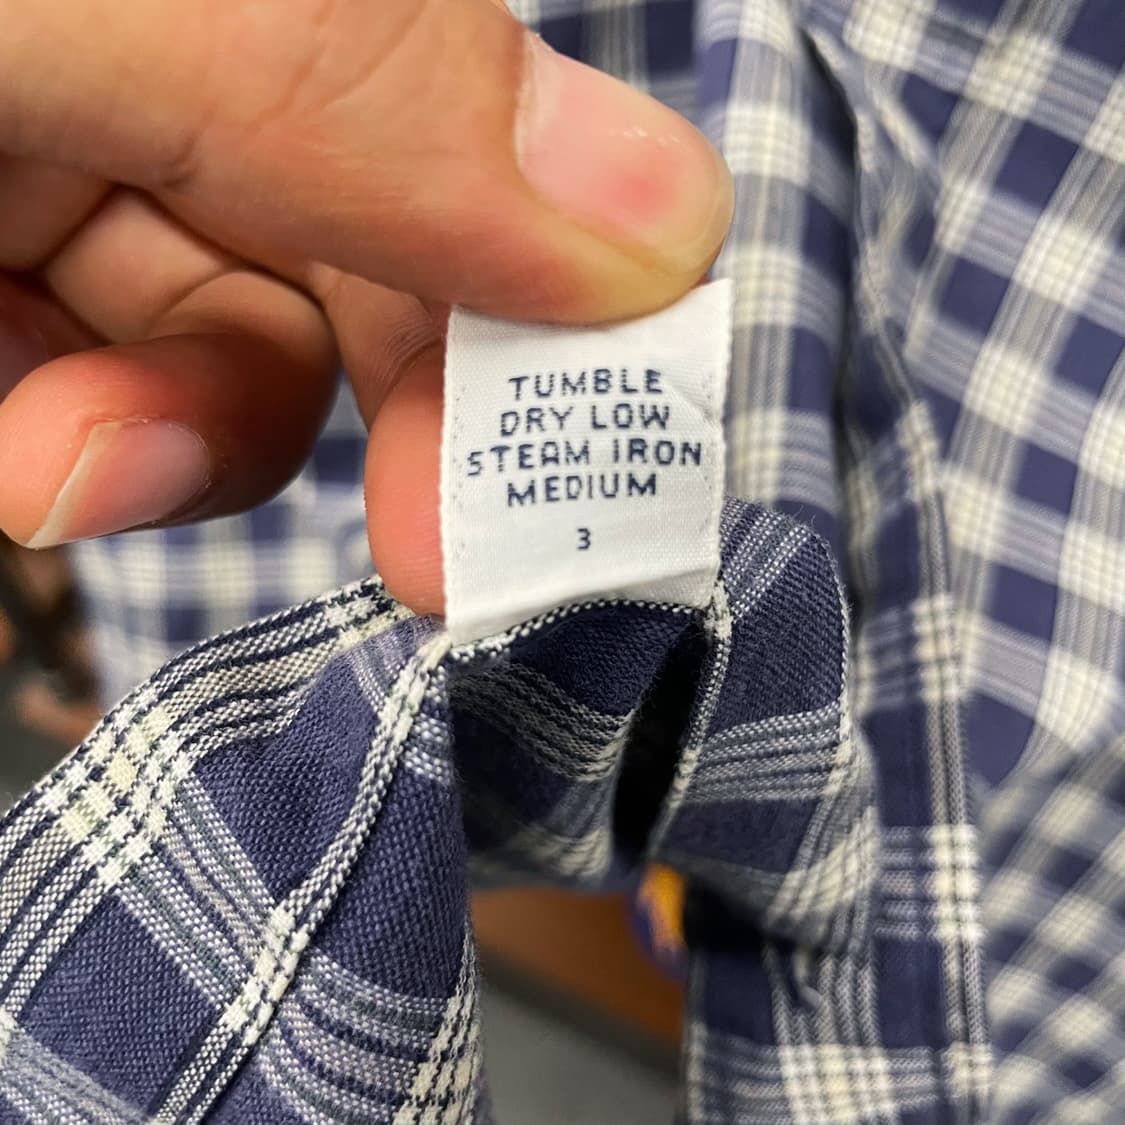 TUMBLE
DRY LOW
STEAM IRON
MEDIUM
3